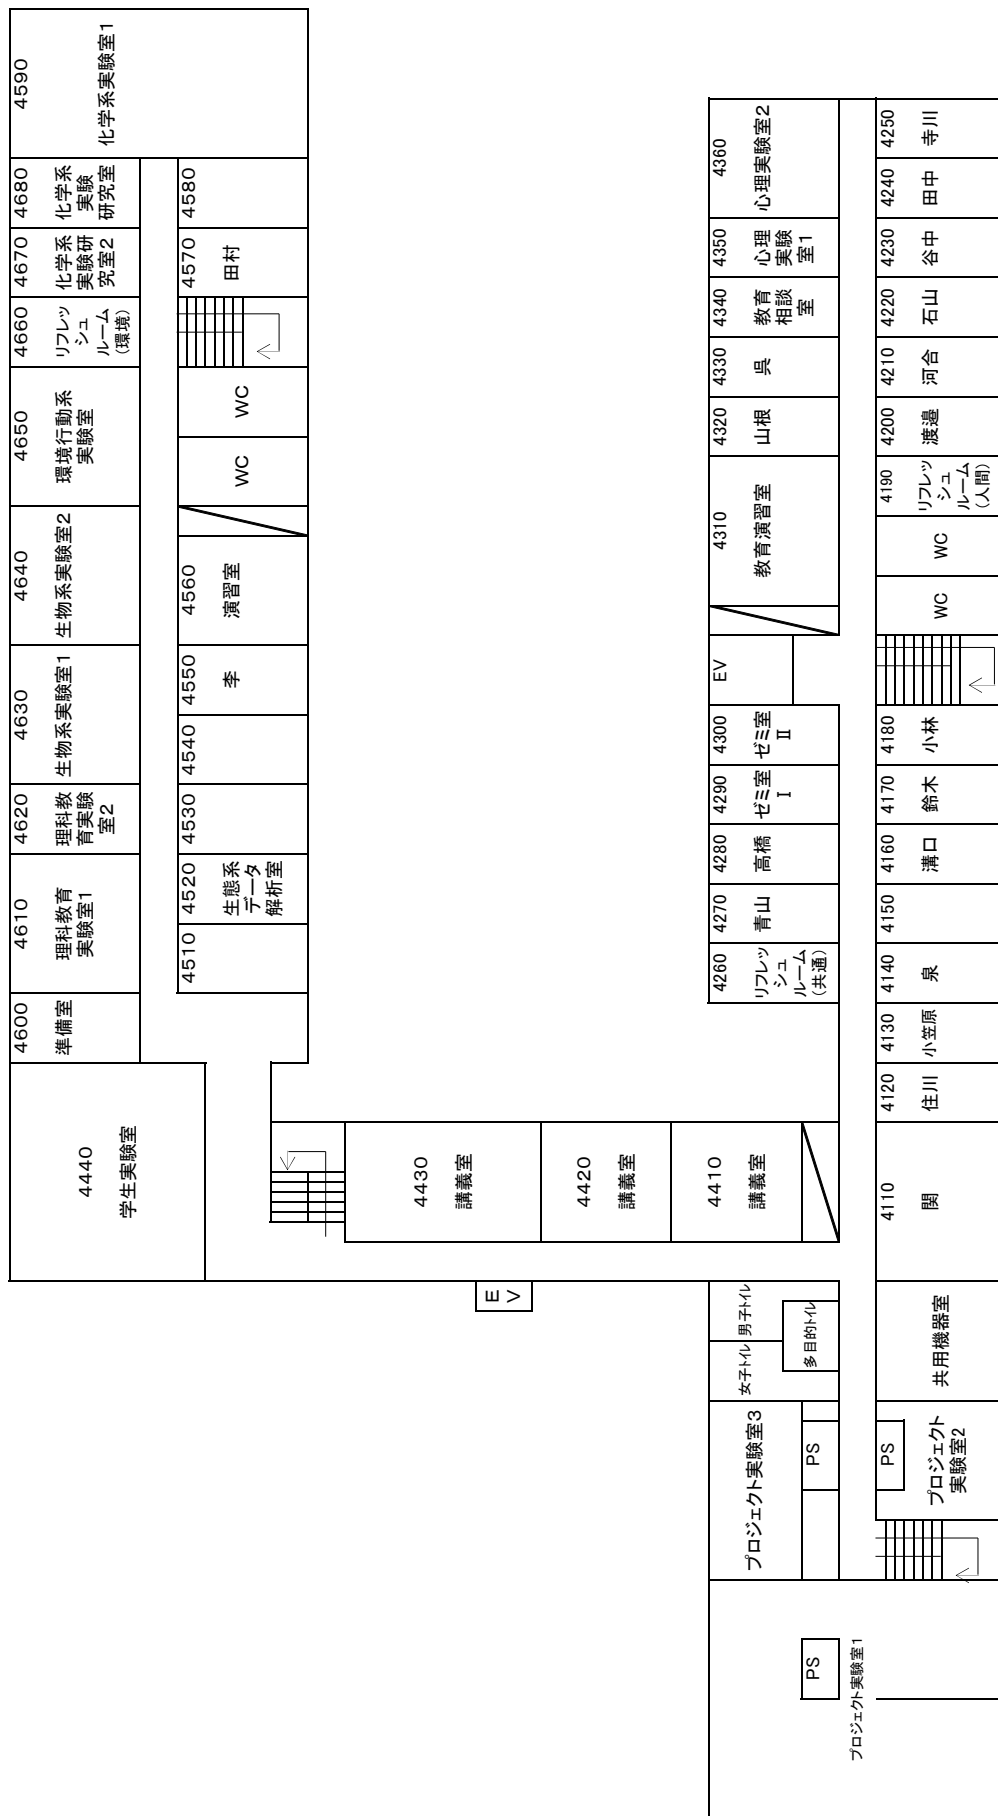 4590
化学系実験室1
4680
化学系
実験
研究室
4670
化学系
実験研
究室2
4660
リフレッ
シュ
ルーム
(環境)
4650
環境行動系
実験室
4640
生物系実験室2
4630
生物系実験室1
4620
理科教
育実験
室2
4610
理科教育
実験室1
4600
準備室
4580
4570
田村
WC
WC
4560
演習室
4550
李
4540
4530
4520
生態系
データ
解析室
4510
4440
学生実験室
4430
講義室
4420
講義室
4410
講義室
E
V
4360
心理実験室2
4350
心理
実験
室1
4340
教育
相談
室
4330
呉
4320
山根
4310
教育演習室
EV
4300
ゼミ室
Ⅱ
4290
ゼミ室
Ⅰ
4280
高橋
4270
青山
4260
リフレッ
シュ
ルーム
(共通)
4250
寺川
4240
田中
4230
谷中
4220
石山
4210
河合
4200
渡邉
4190
リフレッ
シュ
ルーム
(人間)
WC
WC
4180
小林
4170
鈴木
4160
溝口
4150
4140
泉
4130
小笠原
4120
住川
4110
関
男子トイレ
女子トイレ
多目的トイレ
共用機器室
プロジェクト実験室3
PS
PS
プロジェクト
実験室2
PS
プロジェクト実験室1